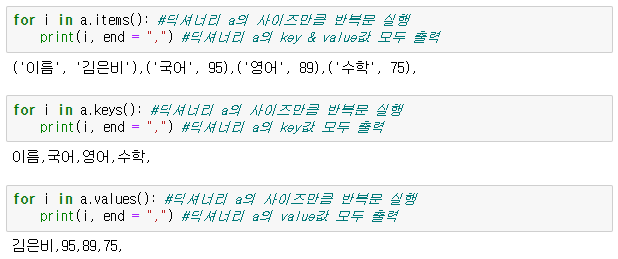 for i in a.items(): #딕셔너리 a의 사이즈만큼 반복문 실행
print(i, end = ",") #딕셔너리 a의 key & value값 모두 출력
('이름', '김은비'),('국어', 95),('영어', 89),('수학', 75),
for i in a.keys(): #딕셔너리 a의 사이즈만큼 반복문 실행
print(i, end = ",") #딕셔너리 a의 key값 모두 출력
이름,국어,영어,수학,
for i in a.values(): #딕셔너리 a의 사이즈만큼 반복문 실행
print(i, end = ",") #딕셔너리 a의 value값 모두 출력
김은비,95,89,75,